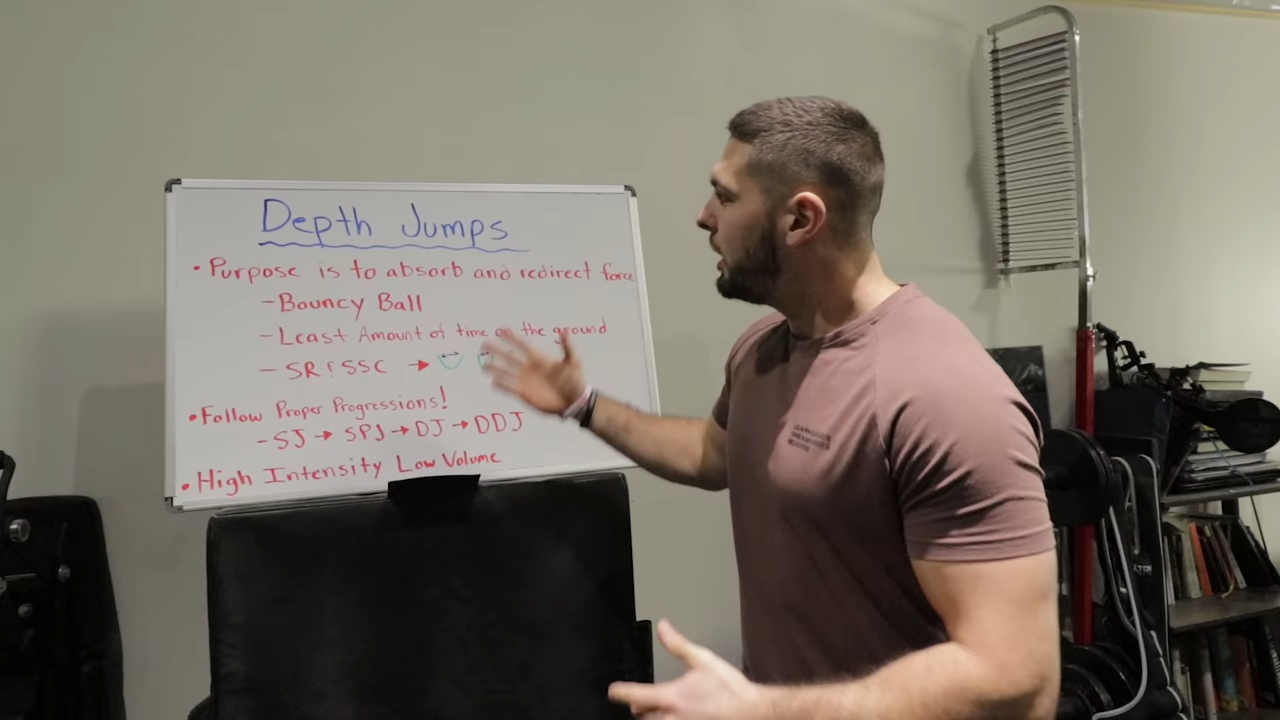 Depth Jumps
• Purpose is to absorb and redirect force
- Bouncy Ball
- Least Amount of time on the ground
- SR SSC →
• Follow Proper Progressions!
- SJ → SPJ → DJ → DDJ
• High Intensity Low Volume